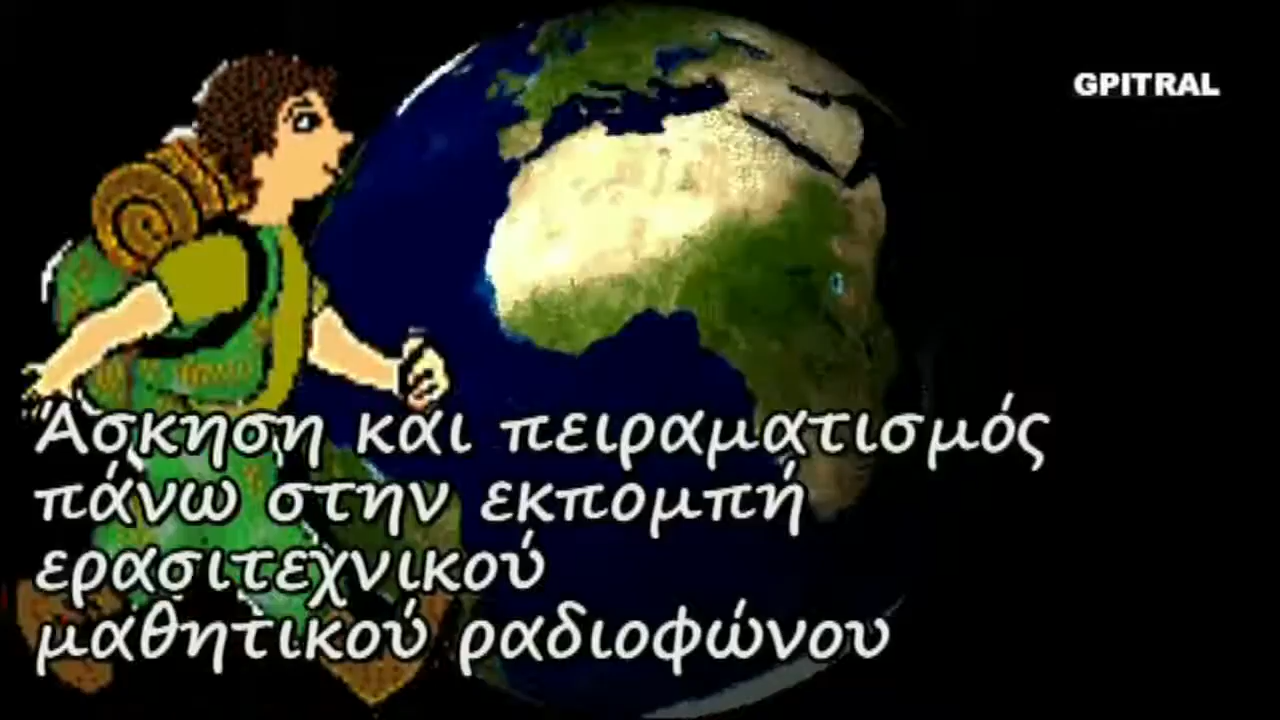 GPITRAL
Άσκηση και πειραματισμός
πάνω στην εκπομπή
ερασιτεχνικού
μαθητικού ραδιοφώνου